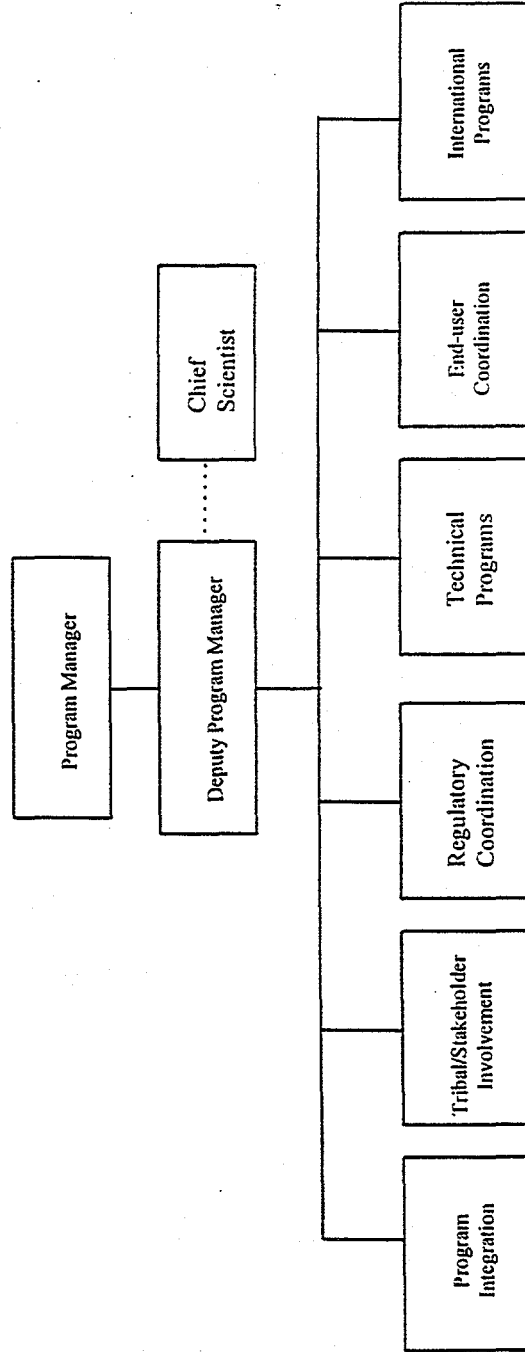 Program Manager
Deputy Program Manager
Chief
Scientist
Program
Integration
Tribal/Stakeholder
Involvement
Regulatory
Coordination
Technical
Programs
End-user
Coordination
International
Programs